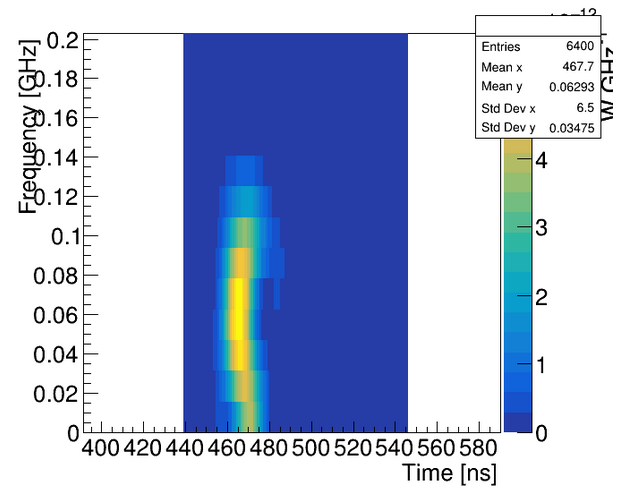 Entries 6400
Mean x 467.7
Mean y 0.06293
Std Dev x 6.5
Std Dev y 0.03475
Frequency [GHz]
0.2
0.18
0.16
0.14
0.12
0.1
0.08
0.06
0.04
0.02
0
400 420 440 460 480 500 520 540 560 580
Time [ns]
4
3
2
1
0